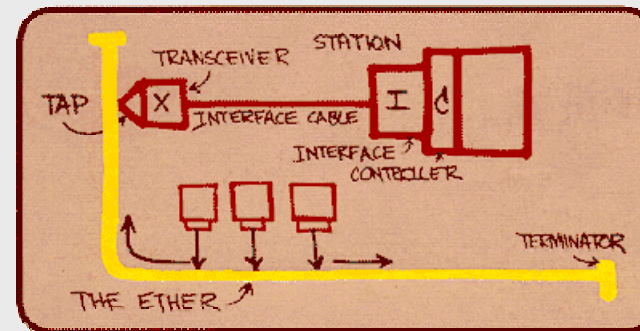 STATION
TRANSCEIVER
TAP
X
I
C
INTERFACE CABLE
INTERFACE
CONTROLLER
TERMINATOR
THE ETHER